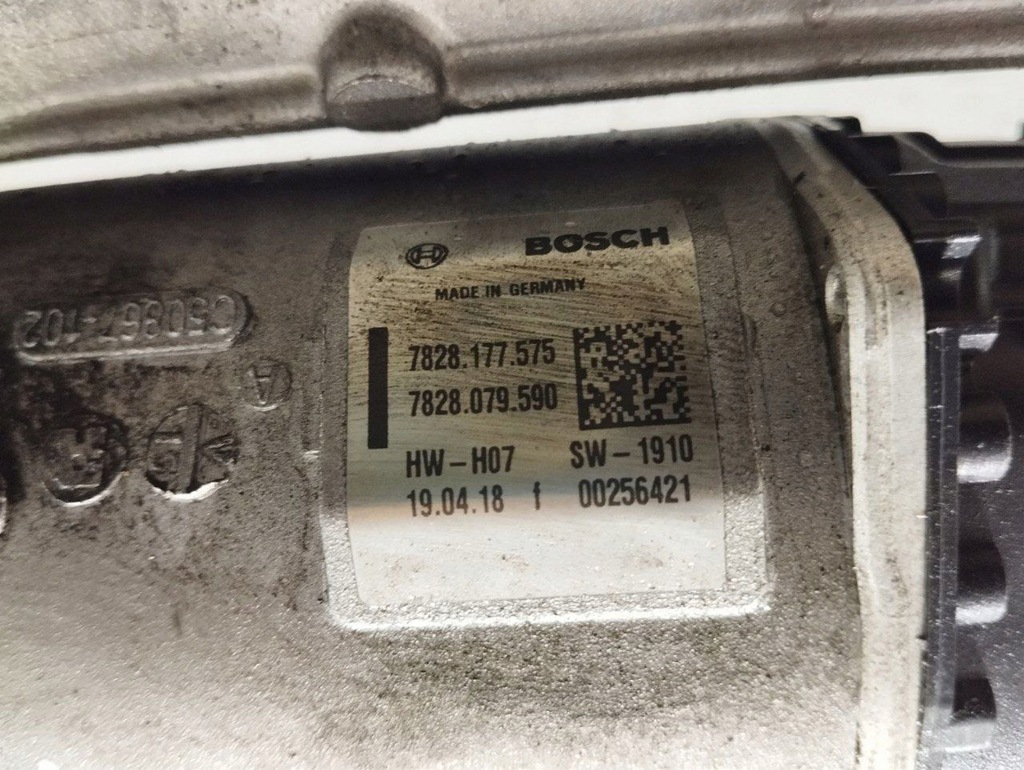 BOSCH
MADE IN GERMANY
7828.177.575
7828.079.590
HW-H07 SW-1910
19.04.18 f 00256421
A